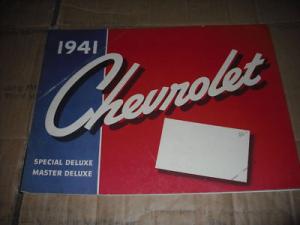 1941
Chevrolet
SPECIAL DELUXE
MASTER DELUXE